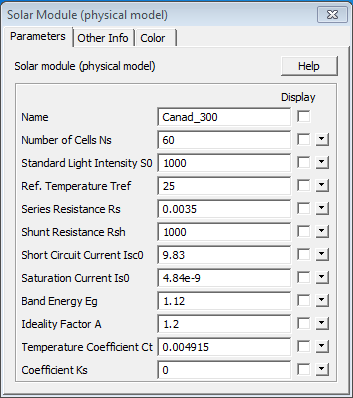 Solar Module (physical model)
Parameters Other Info Color
Solar module (physical model) Help
Display
Name Canad_300
Number of Cells Ns 60
Standard Light Intensity S0 1000
Ref. Temperature Tref 25
Series Resistance Rs 0.0035
Shunt Resistance Rsh 1000
Short Circuit Current Isc0 9.83
Saturation Current Is0 4.84e-9
Band Energy Eg 1.12
Ideality Factor A 1.2
Temperature Coefficient Ct 0.004915
Coefficient Ks 0